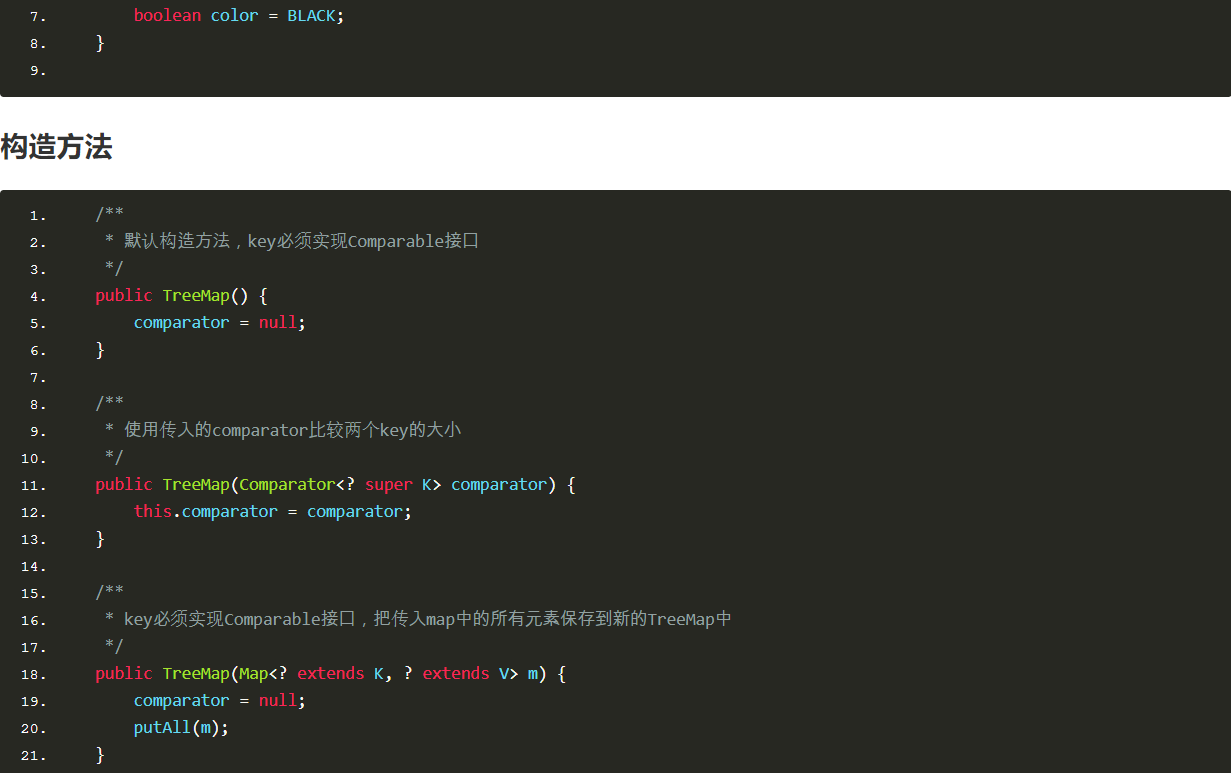 7. boolean color = BLACK;
8. }
9.
构造方法
1. /**
2. * 默认构造方法，key必须实现Comparable接口
3. */
4. public TreeMap() {
5. comparator = null;
6. }
7.
8. /**
9. * 使用传入的comparator比较两个key的大小
10. */
11. public TreeMap(Comparator<? super K> comparator) {
12. this.comparator = comparator;
13. }
14.
15. /**
16. * key必须实现Comparable接口，把传入map中的所有元素保存到新的TreeMap中
17. */
18. public TreeMap(Map<? extends K, ? extends V> m) {
19. comparator = null;
20. putAll(m);
21. }